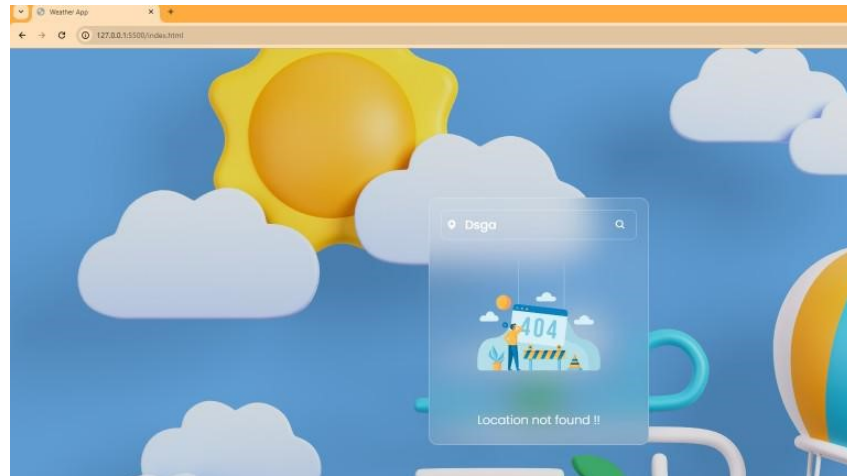 Weather App
127.0.0.1:5500/index.html
Dsga
404
Location not found !!